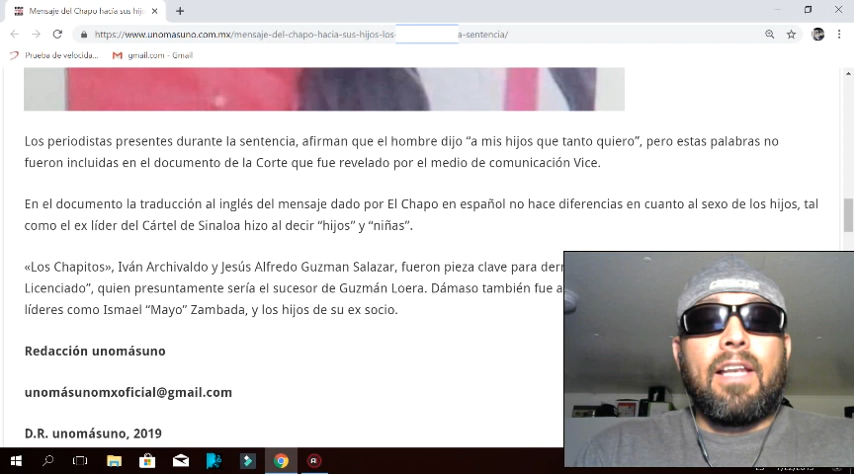 Mensaje del Chapo hacía sus hij
https://www.unomasuno.com.mx/mensaje-del-chapo-hacia-sus-hijos-los-
a-sentencia/
Prueba de velocida...
gmail.com - Gmail
Los periodistas presentes durante la sentencia, afirman que el hombre dijo “a mis hijos que tanto quiero”, pero estas palabras no
fueron incluidas en el documento de la Corte que fue revelado por el medio de comunicación Vice.
En el documento la traducción al inglés del mensaje dado por El Chapo en español no hace diferencias en cuanto al sexo de los hijos, tal
como el ex líder del Cártel de Sinaloa hizo al decir “hijos” y “niñas”.
«Los Chapitos», Iván Archivaldo y Jesús Alfredo Guzman Salazar, fueron pieza clave para derr
Licenciado”, quien presuntamente sería el sucesor de Guzmán Loera. Dámaso también fue a
líderes como Ismael “Mayo” Zambada, y los hijos de su ex socio.
Redacción unomásuno
unomásunomxoficial@gmail.com
D.R. unomásuno, 2019